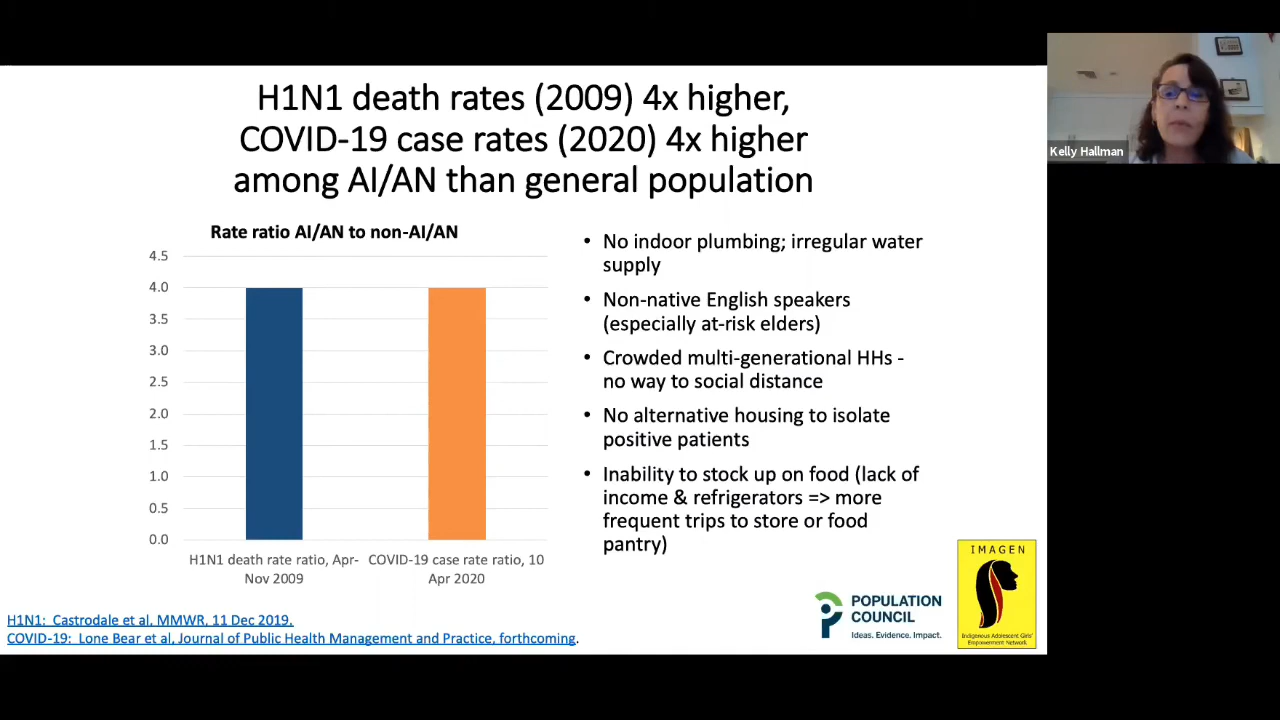 H1N1 death rates (2009) 4x higher,
COVID-19 case rates (2020) 4x higher
among AI/AN than general population
Kelly Hallman
Rate ratio AI/AN to non-AI/AN
4.5
4.0
3.5
3.0
2.5
2.0
1.5
1.0
0.5
0.0
H1N1 death rate ratio, Apr-
Nov 2009
COVID-19 case rate ratio, 10
Apr 2020
• No indoor plumbing; irregular water
supply
• Non-native English speakers
(especially at-risk elders)
• Crowded multi-generational HHs -
no way to social distance
• No alternative housing to isolate
positive patients
• Inability to stock up on food (lack of
income & refrigerators => more
frequent trips to store or food
pantry)
H1N1: Castrodale et al, MMWR, 11 Dec 2019.
COVID-19: Lone Bear et al, Journal of Public Health Management and Practice, forthcoming.
POPULATION
COUNCIL
Ideas. Evidence. Impact.
IMAGEN
Indigenous Adolescent Girls'
Empowerment Network